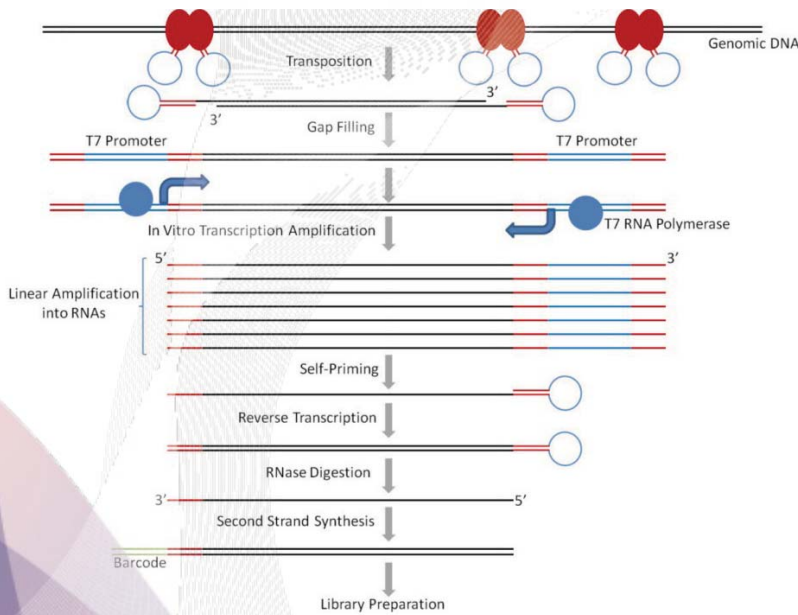 Genomic DNA
Transposition
3'
3'
Gap Filling
T7 Promoter
T7 Promoter
T7 RNA Polymerase
In Vitro Transcription Amplification
5'
3'
Linear Amplification
into RNAs
Self-Priming
Reverse Transcription
RNase Digestion
3'
5'
Second Strand Synthesis
Barcode
Library Preparation